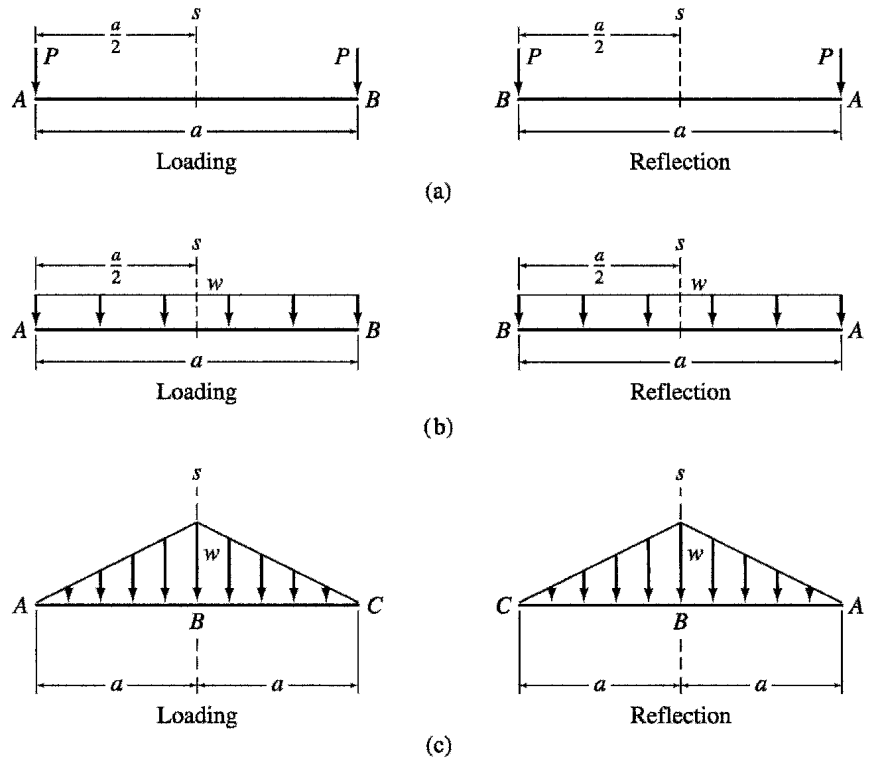 s s
a/2 a/2
P P P P
A B B A
a a
Loading Reflection
(a)
s s
a/2 a/2
w w
A B B A
a a
Loading Reflection
(b)
s s
w w
A C C A
B B
a a a a
Loading Reflection
(c)